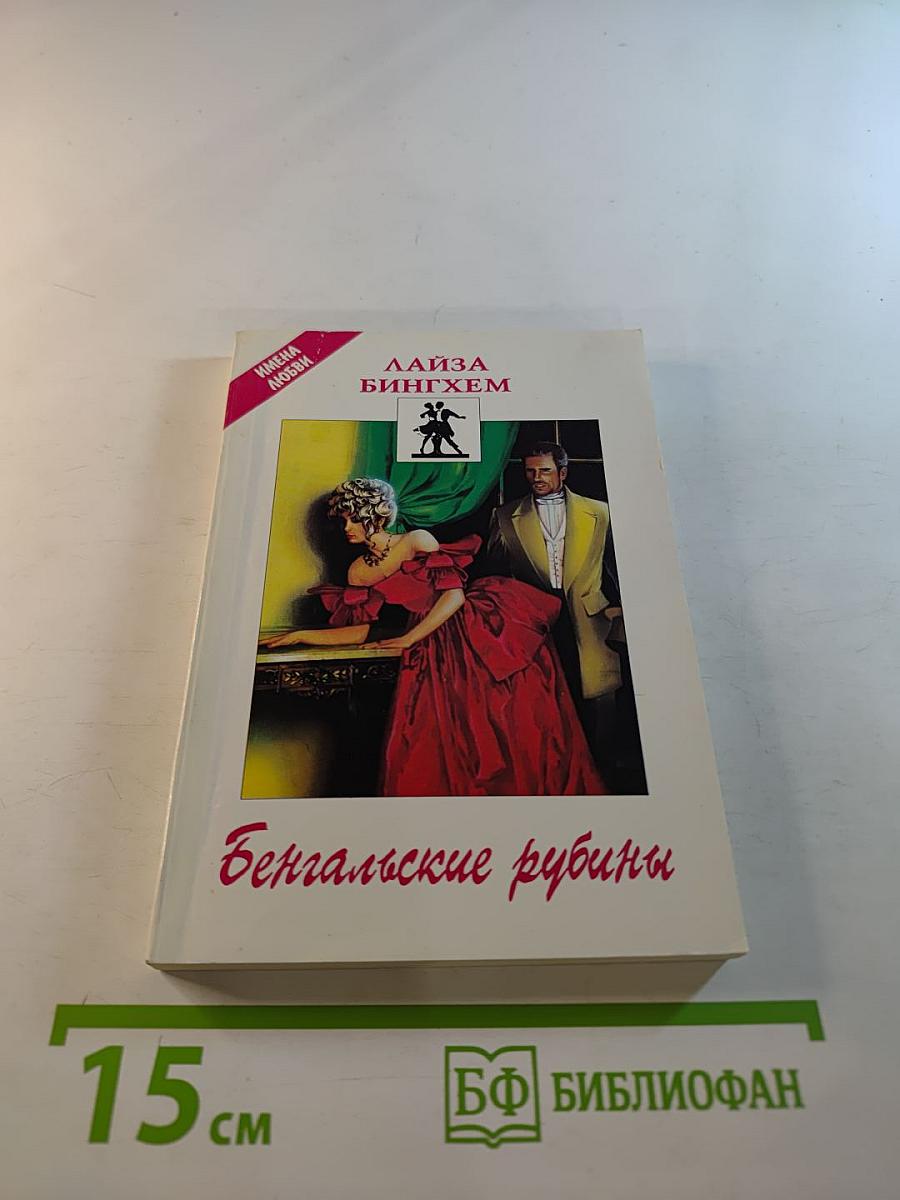 ИМЕНА
ЛЮБВИ
ЛАЙЗА
БИНГХЕМ
Бенгальские рубины
15 см
БФ БИБЛИОФАН